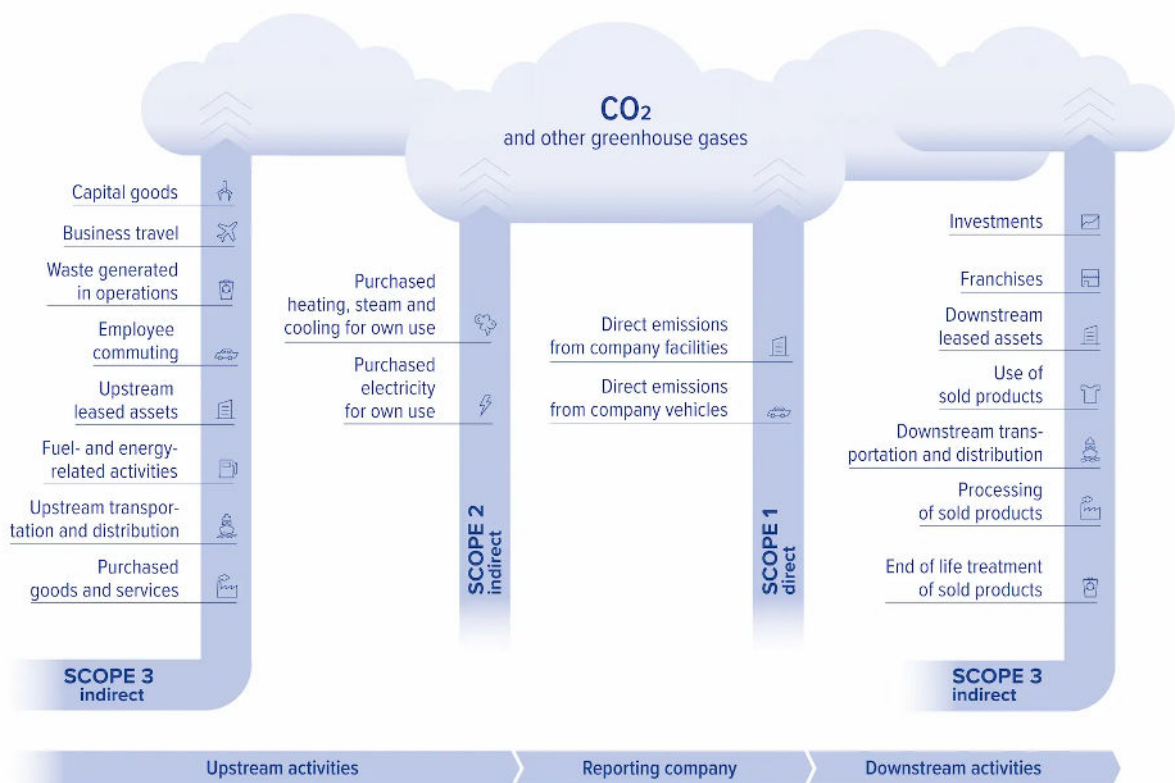 CO₂
and other greenhouse gases
Capital goods
Business travel
Waste generated
in operations
Employee
commuting
Upstream
leased assets
Fuel- and energy-
related activities
Upstream transpor-
tation and distribution
Purchased
goods and services
SCOPE 3
indirect
Purchased
heating, steam and
cooling for own use
Purchased
electricity
for own use
SCOPE 2
indirect
Direct emissions
from company facilities
Direct emissions
from company vehicles
SCOPE 1
direct
Investments
Franchises
Downstream
leased assets
Use of
sold products
Downstream trans-
portation and distribution
Processing
of sold products
End of life treatment
of sold products
SCOPE 3
indirect
Upstream activities
Reporting company
Downstream activities